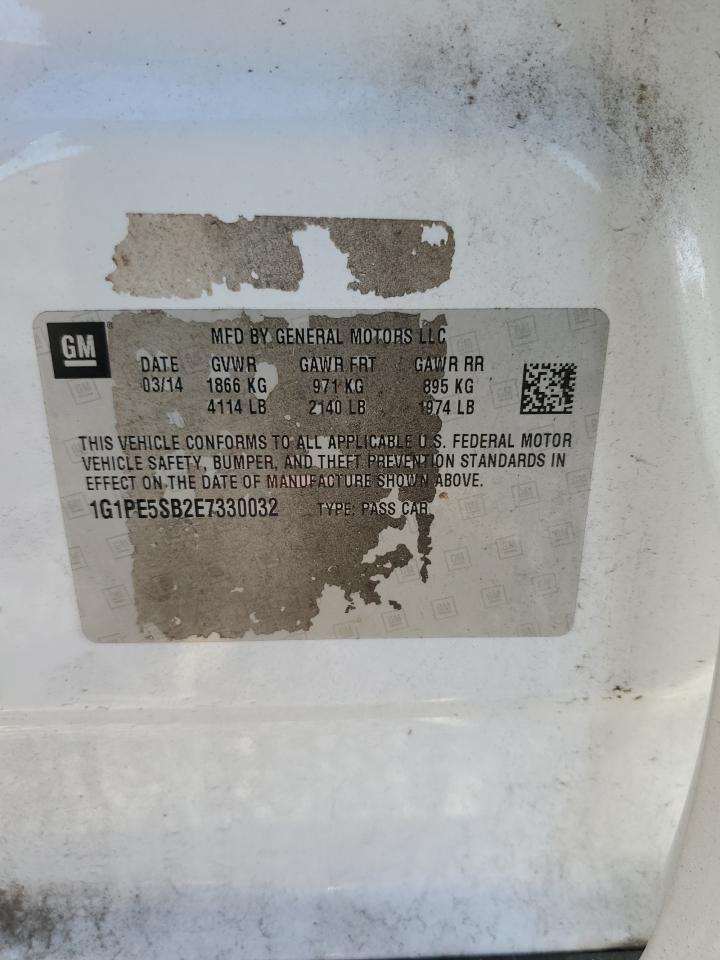 GM ®
MFD BY GENERAL MOTORS LLC
DATE GVWR GAWR FRT GAWR RR
03/14 1866 KG 971 KG 895 KG
4114 LB 2140 LB 1974 LB
THIS VEHICLE CONFORMS TO ALL APPLICABLE U.S. FEDERAL MOTOR
VEHICLE SAFETY, BUMPER, AND THEFT PREVENTION STANDARDS IN
EFFECT ON THE DATE OF MANUFACTURE SHOWN ABOVE.
1G1PE5SB2E7330032 TYPE: PASS CAR